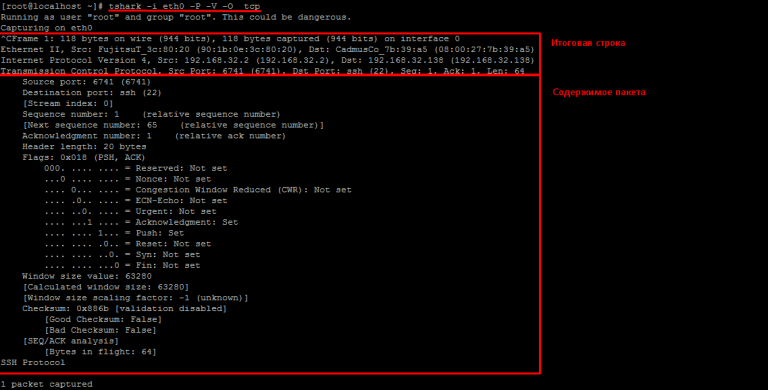 [root@localhost ~]# tshark -i eth0 -P -V -O  tcp
Running as user "root" and group "root". This could be dangerous.
Capturing on eth0
^CFrame 1: 118 bytes on wire (944 bits), 118 bytes captured (944 bits) on interface 0
Итоговая строка
Ethernet II, Src: FujitsuT_3c:80:20 (90:1b:0e:3c:80:20), Dst: CadmusCo_7b:39:a5 (08:00:27:7b:39:a5)
Internet Protocol Version 4, Src: 192.168.32.2 (192.168.32.2), Dst: 192.168.32.138 (192.168.32.138)
Transmission Control Protocol, Src Port: 6741 (6741), Dst Port: ssh (22), Seq: 1, Ack: 1, Len: 64
Source port: 6741 (6741)
Содержимое пакета
Destination port: ssh (22)
[Stream index: 0]
Sequence number: 1    (relative sequence number)
[Next sequence number: 65    (relative sequence number)]
Acknowledgment number: 1    (relative ack number)
Header length: 20 bytes
Flags: 0x018 (PSH, ACK)
000. .... .... = Reserved: Not set
...0 .... .... = Nonce: Not set
.... 0... .... = Congestion Window Reduced (CWR): Not set
.... .0.. .... = ECN-Echo: Not set
.... ..0. .... = Urgent: Not set
.... ...1 .... = Acknowledgment: Set
.... .... 1... = Push: Set
.... .... .0.. = Reset: Not set
.... .... ..0. = Syn: Not set
.... .... ...0 = Fin: Not set
Window size value: 63280
[Calculated window size: 63280]
[Window size scaling factor: -1 (unknown)]
Checksum: 0x886b [validation disabled]
[Good Checksum: False]
[Bad Checksum: False]
[SEQ/ACK analysis]
[Bytes in flight: 64]
SSH Protocol
1 packet captured